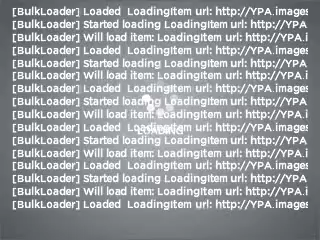 [BulkLoader] Loaded  LoadingItem url: http://YPA.images
[BulkLoader] Started loading LoadingItem url: http://YPA
[BulkLoader] Will load item: LoadingItem url: http://YPA.i
[BulkLoader] Loaded  LoadingItem url: http://YPA.images
[BulkLoader] Started loading LoadingItem url: http://YPA
[BulkLoader] Will load item: LoadingItem url: http://YPA.i
[BulkLoader] Loaded  LoadingItem url: http://YPA.images
[BulkLoader] Started loading LoadingItem url: http://YPA
[BulkLoader] Will load item: LoadingItem url: http://YPA.i
[BulkLoader] Loaded  LoadingItem url: http://YPA.images
LOADING
[BulkLoader] Started loading LoadingItem url: http://YPA
[BulkLoader] Will load item: LoadingItem url: http://YPA.i
[BulkLoader] Loaded  LoadingItem url: http://YPA.images
[BulkLoader] Started loading LoadingItem url: http://YPA
[BulkLoader] Will load item: LoadingItem url: http://YPA.i
[BulkLoader] Loaded  LoadingItem url: http://YPA.images